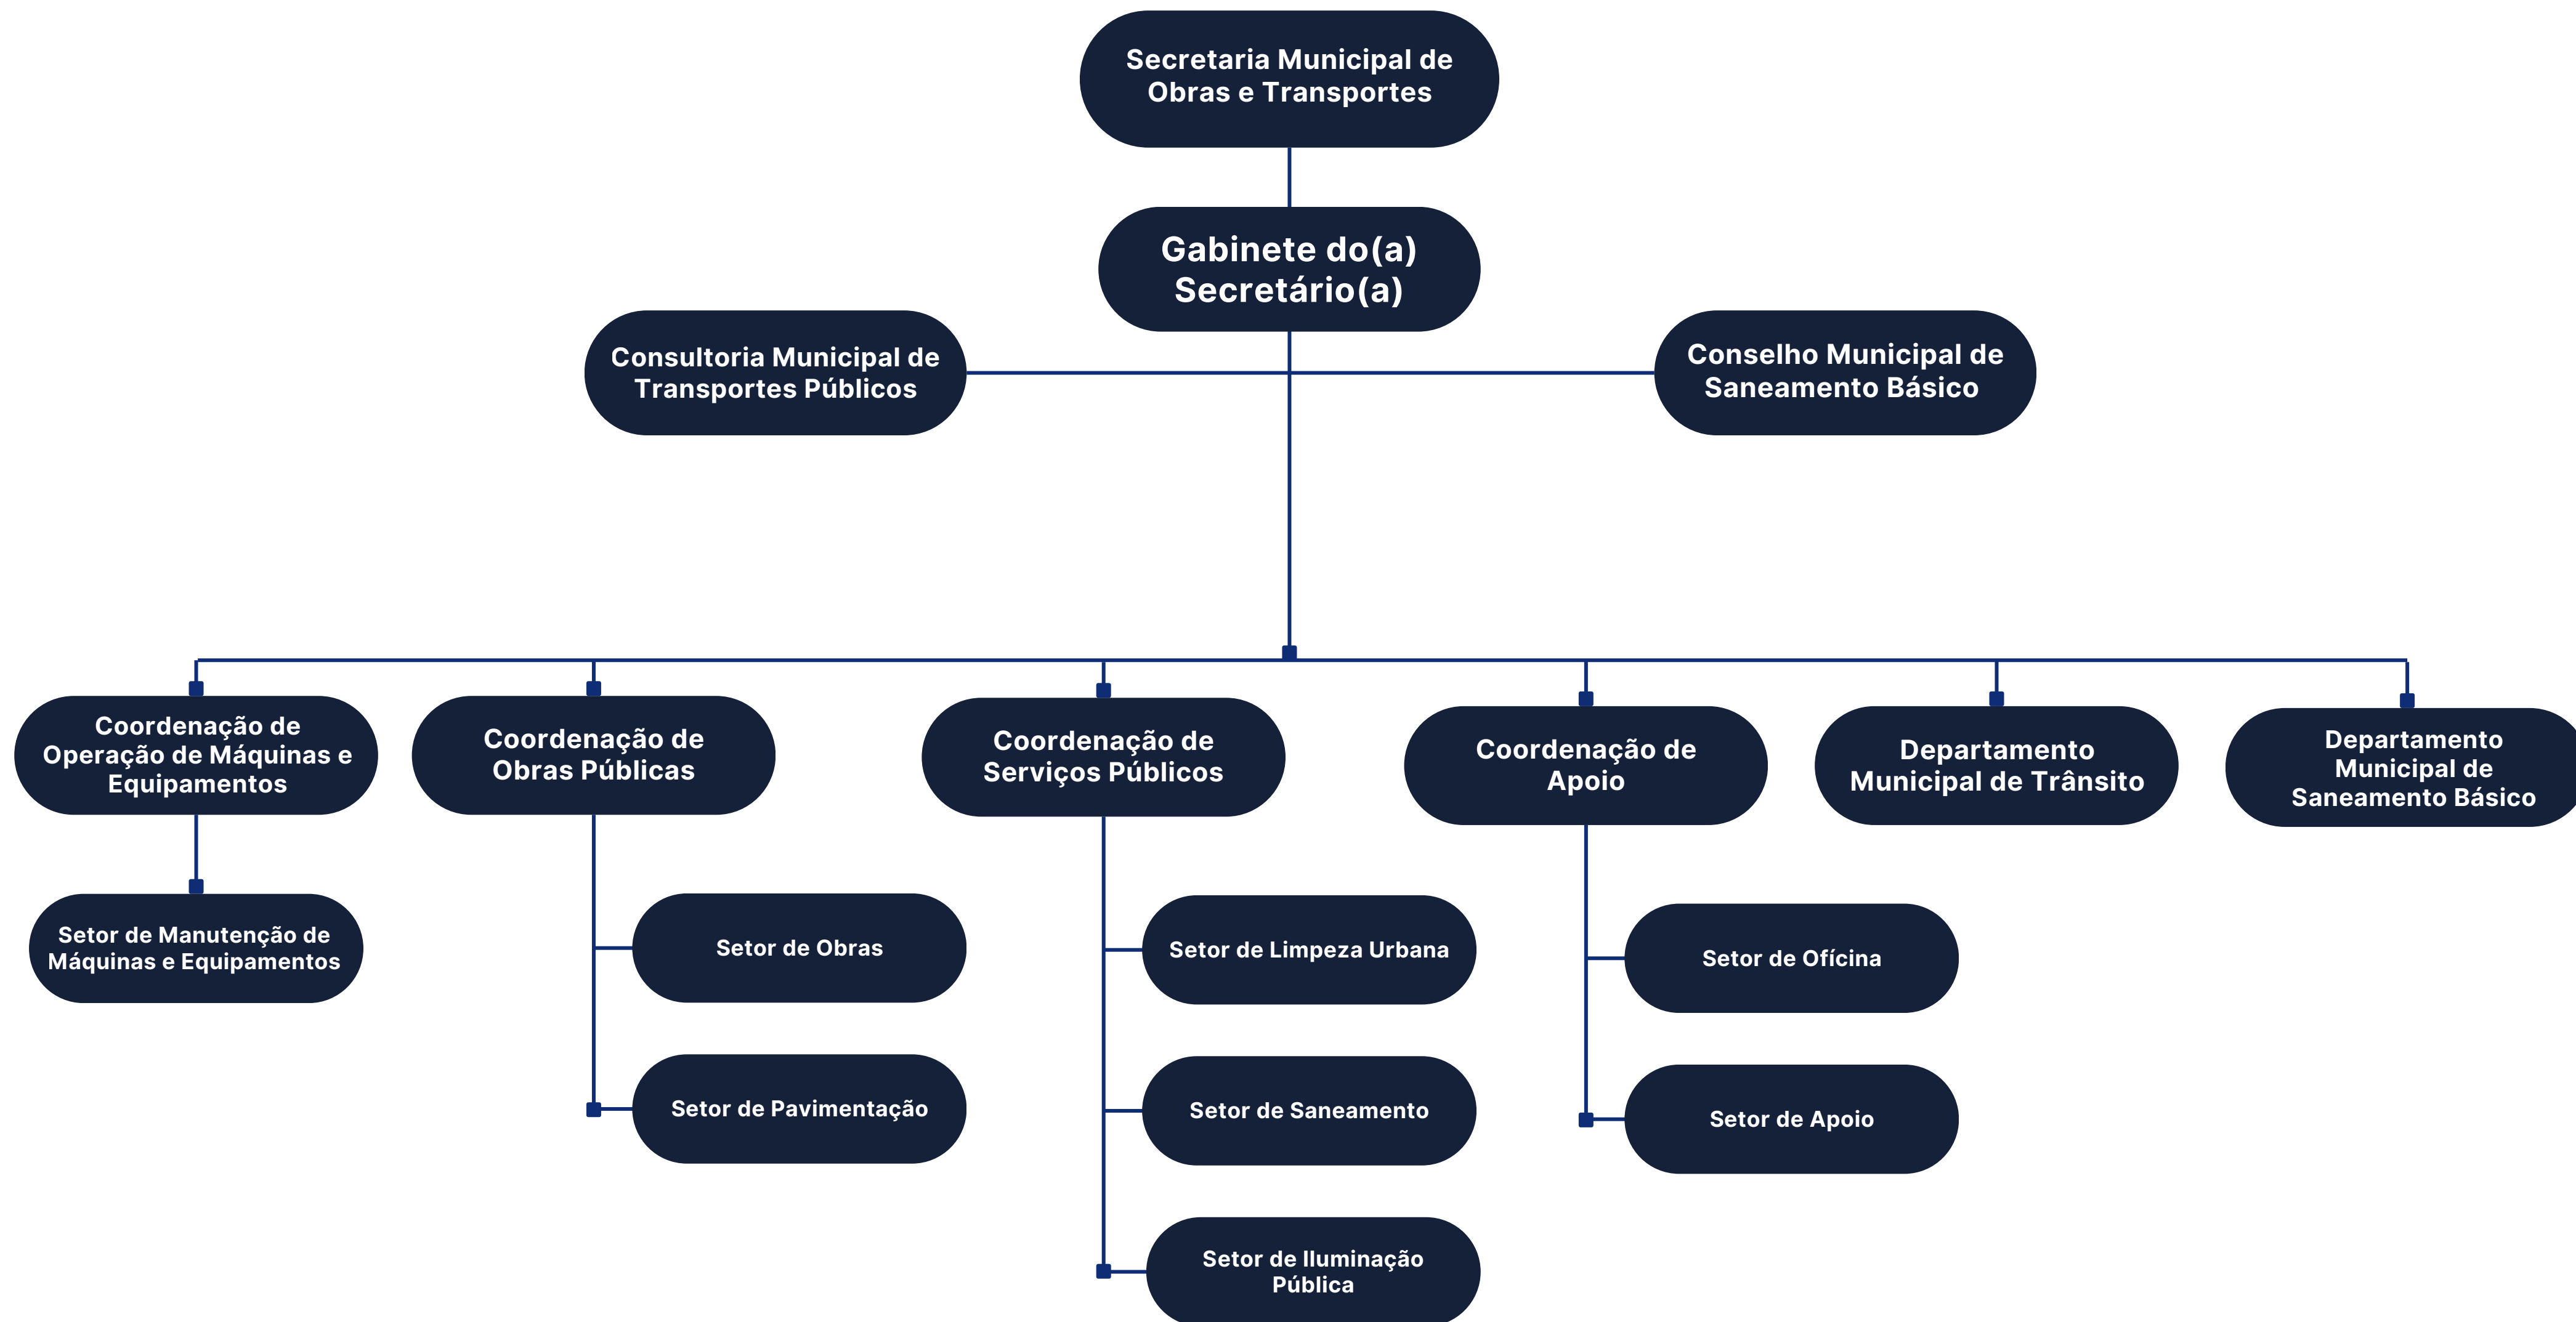 Secretaria Municipal de
Obras e Transportes
Gabinete do(a)
Secretário(a)
Consultoria Municipal de
Transportes Públicos
Conselho Municipal de
Saneamento Básico
Coordenação de
Operação de Máquinas e
Equipamentos
Coordenação de
Obras Públicas
Coordenação de
Serviços Públicos
Coordenação de
Apoio
Departamento
Municipal de Trânsito
Departamento
Municipal de
Saneamento Básico
Setor de Manutenção de
Máquinas e Equipamentos
Setor de Obras
Setor de Pavimentação
Setor de Limpeza Urbana
Setor de Saneamento
Setor de Iluminação
Pública
Setor de Ofícina
Setor de Apoio